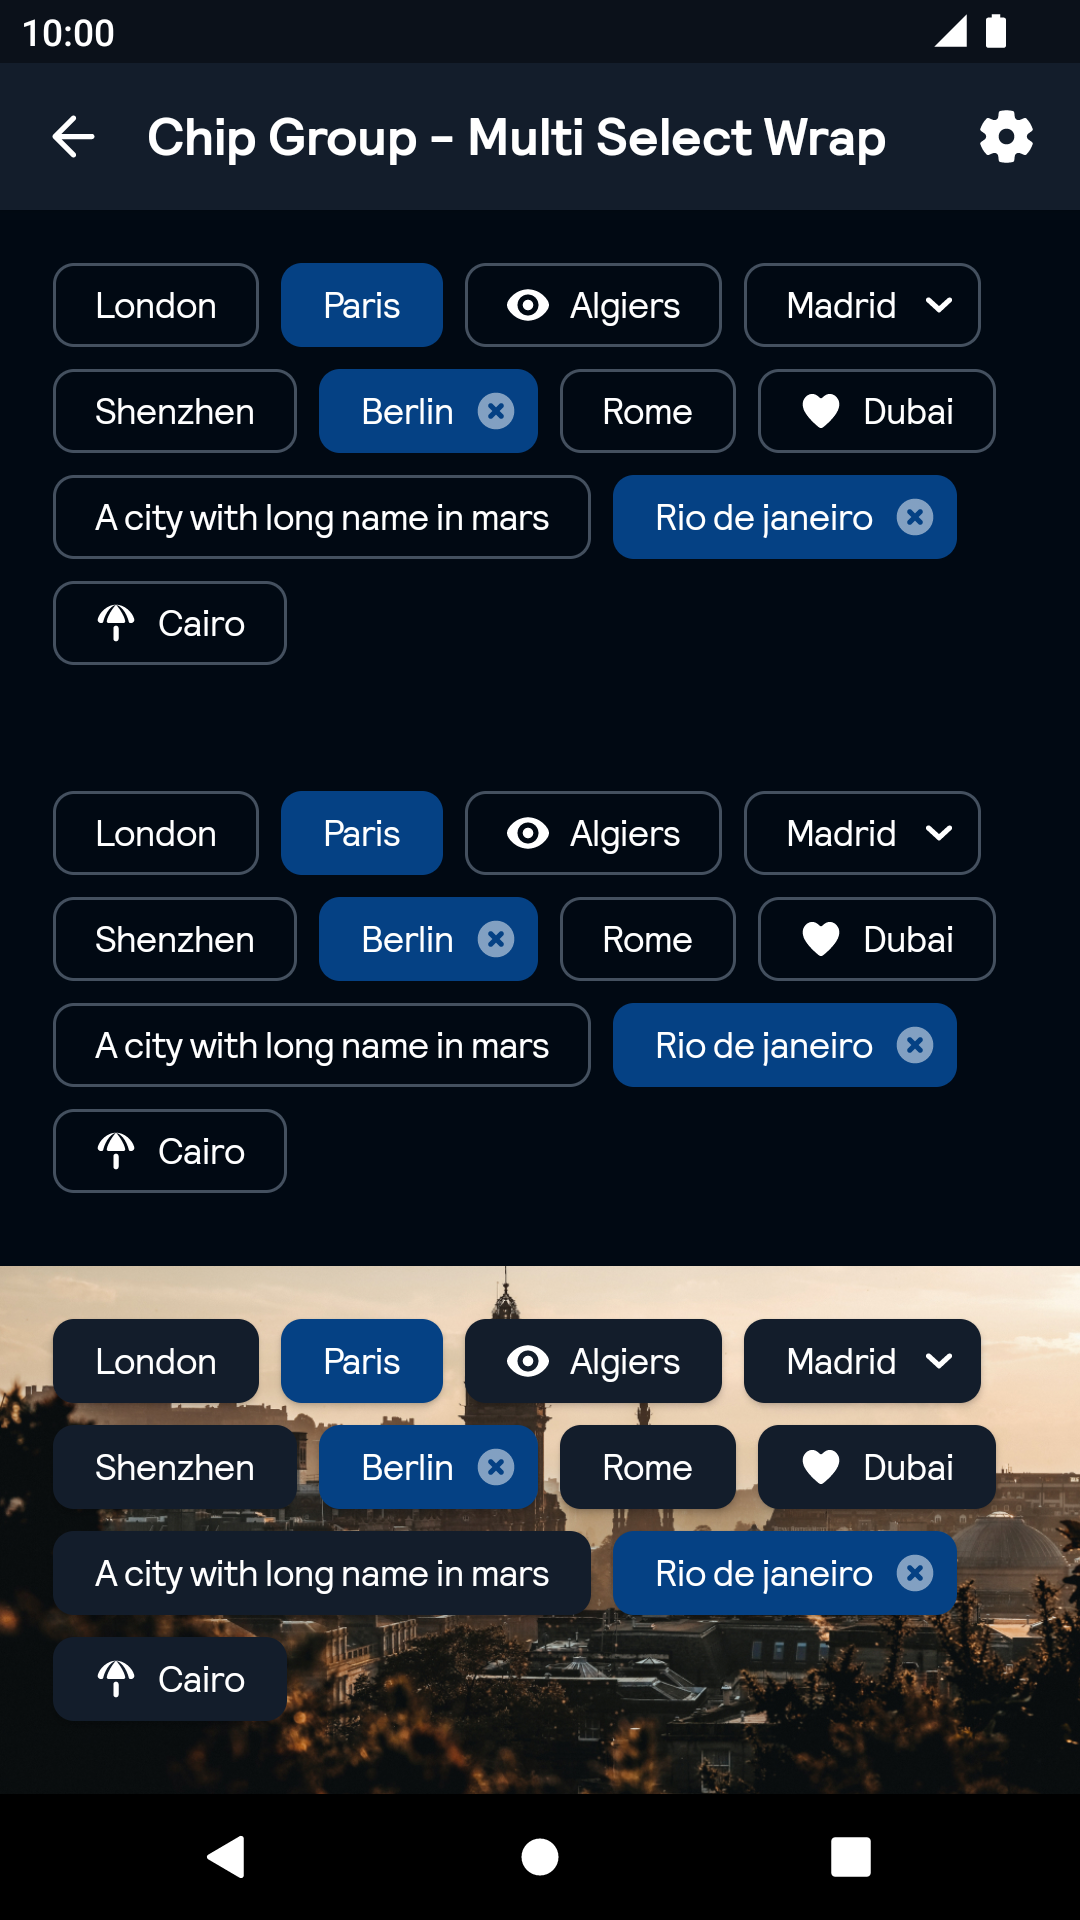 10:00
Chip Group - Multi Select Wrap
London Paris Algiers Madrid
Shenzhen Berlin Rome Dubai
A city with long name in mars Rio de janeiro
Cairo
London Paris Algiers Madrid
Shenzhen Berlin Rome Dubai
A city with long name in mars Rio de janeiro
Cairo
London Paris Algiers Madrid
Shenzhen Berlin Rome Dubai
A city with long name in mars Rio de janeiro
Cairo